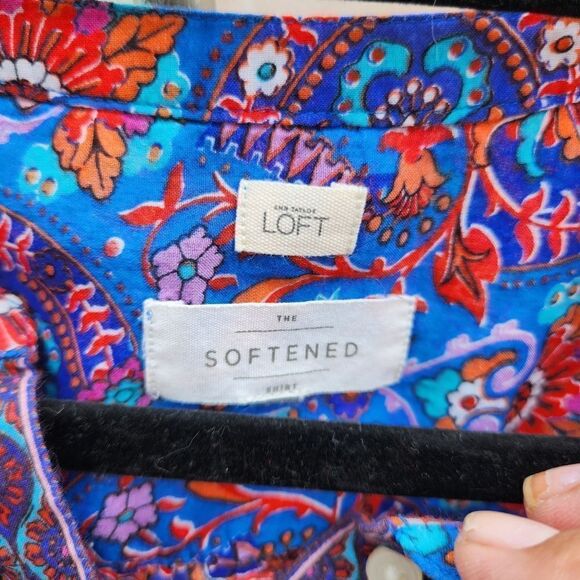 ANN TAYLOR
LOFT
THE
SOFTENED
SHIRT